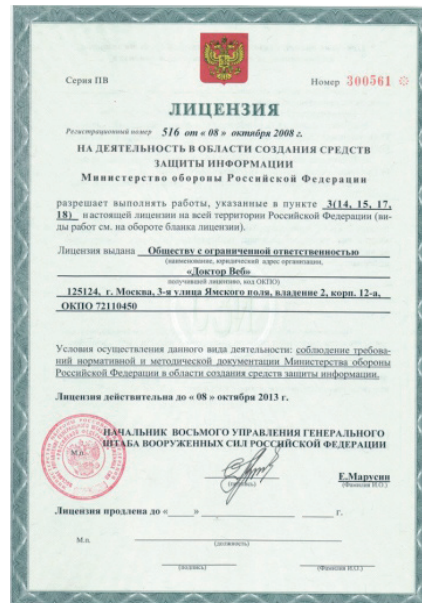 Серия ПВ
Номер 300561
ЛИЦЕНЗИЯ
Регистрационный номер 516 от « 08 » октября 2008 г.
НА ДЕЯТЕЛЬНОСТЬ В ОБЛАСТИ СОЗДАНИЯ СРЕДСТВ
ЗАЩИТЫ ИНФОРМАЦИИ
Министерство обороны Российской Федерации
разрешает выполнять работы, указанные в пункте 3(14, 15, 17,
18) настоящей лицензии на всей территории Российской Федерации (ви-
ды работ см. на обороте бланка лицензии).
Лицензия выдана Обществу с ограниченной ответственностью
(наименование, юридический адрес организации,
«Доктор Веб»
получившей лицензию, код ОКПО)
125124, г. Москва, 3-я улица Ямского поля, владение 2, корп. 12-а,
ОКПО 72110450
Условия осуществления данного вида деятельности: соблюдение требова-
ний нормативной и методической документации Министерства обороны
Российской Федерации в области создания средств защиты информации.
Лицензия действительна до « 08 » октября 2013 г.
НАЧАЛЬНИК ВОСЬМОГО УПРАВЛЕНИЯ ГЕНЕРАЛЬНОГО
ШТАБА ВООРУЖЕННЫХ СИЛ РОССИЙСКОЙ ФЕДЕРАЦИИ
М.п.
(подпись)
Е.Марусин
(Фамилия И.О.)
Лицензия продлена до « » г.
М.п.
(должность)
(подпись)
(Фамилия И.О.)